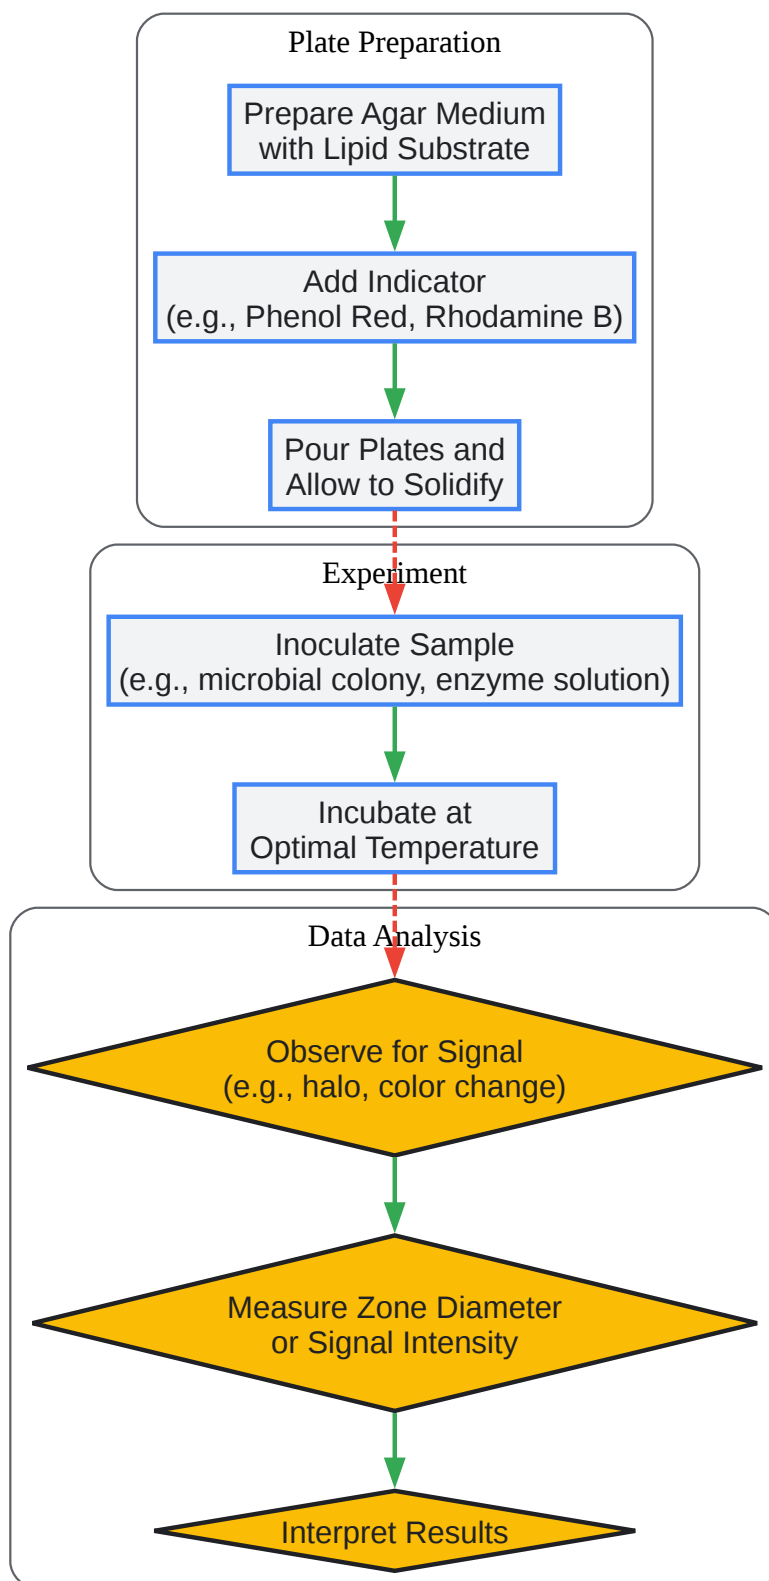 Plate Preparation
Prepare Agar Medium
with Lipid Substrate
Add Indicator
(e.g., Phenol Red, Rhodamine B)
Pour Plates and
Allow to Solidify
Experiment
Inoculate Sample
(e.g., microbial colony, enzyme solution)
Incubate at
Optimal Temperature
Data Analysis
Observe for Signal
(e.g., halo, color change)
Measure Zone Diameter
or Signal Intensity
Interpret Results